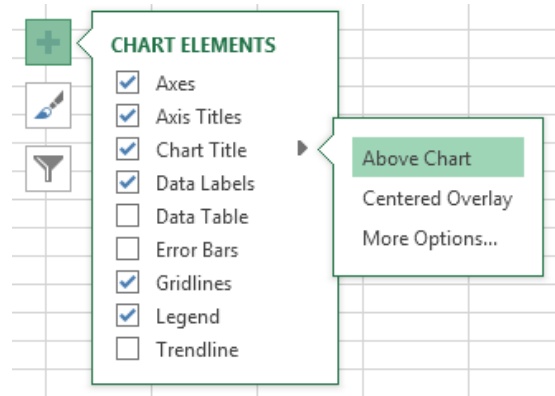 CHART ELEMENTS
Axes
Axis Titles
Chart Title
Data Labels
Data Table
Error Bars
Gridlines
Legend
Trendline
Above Chart
Centered Overlay
More Options...